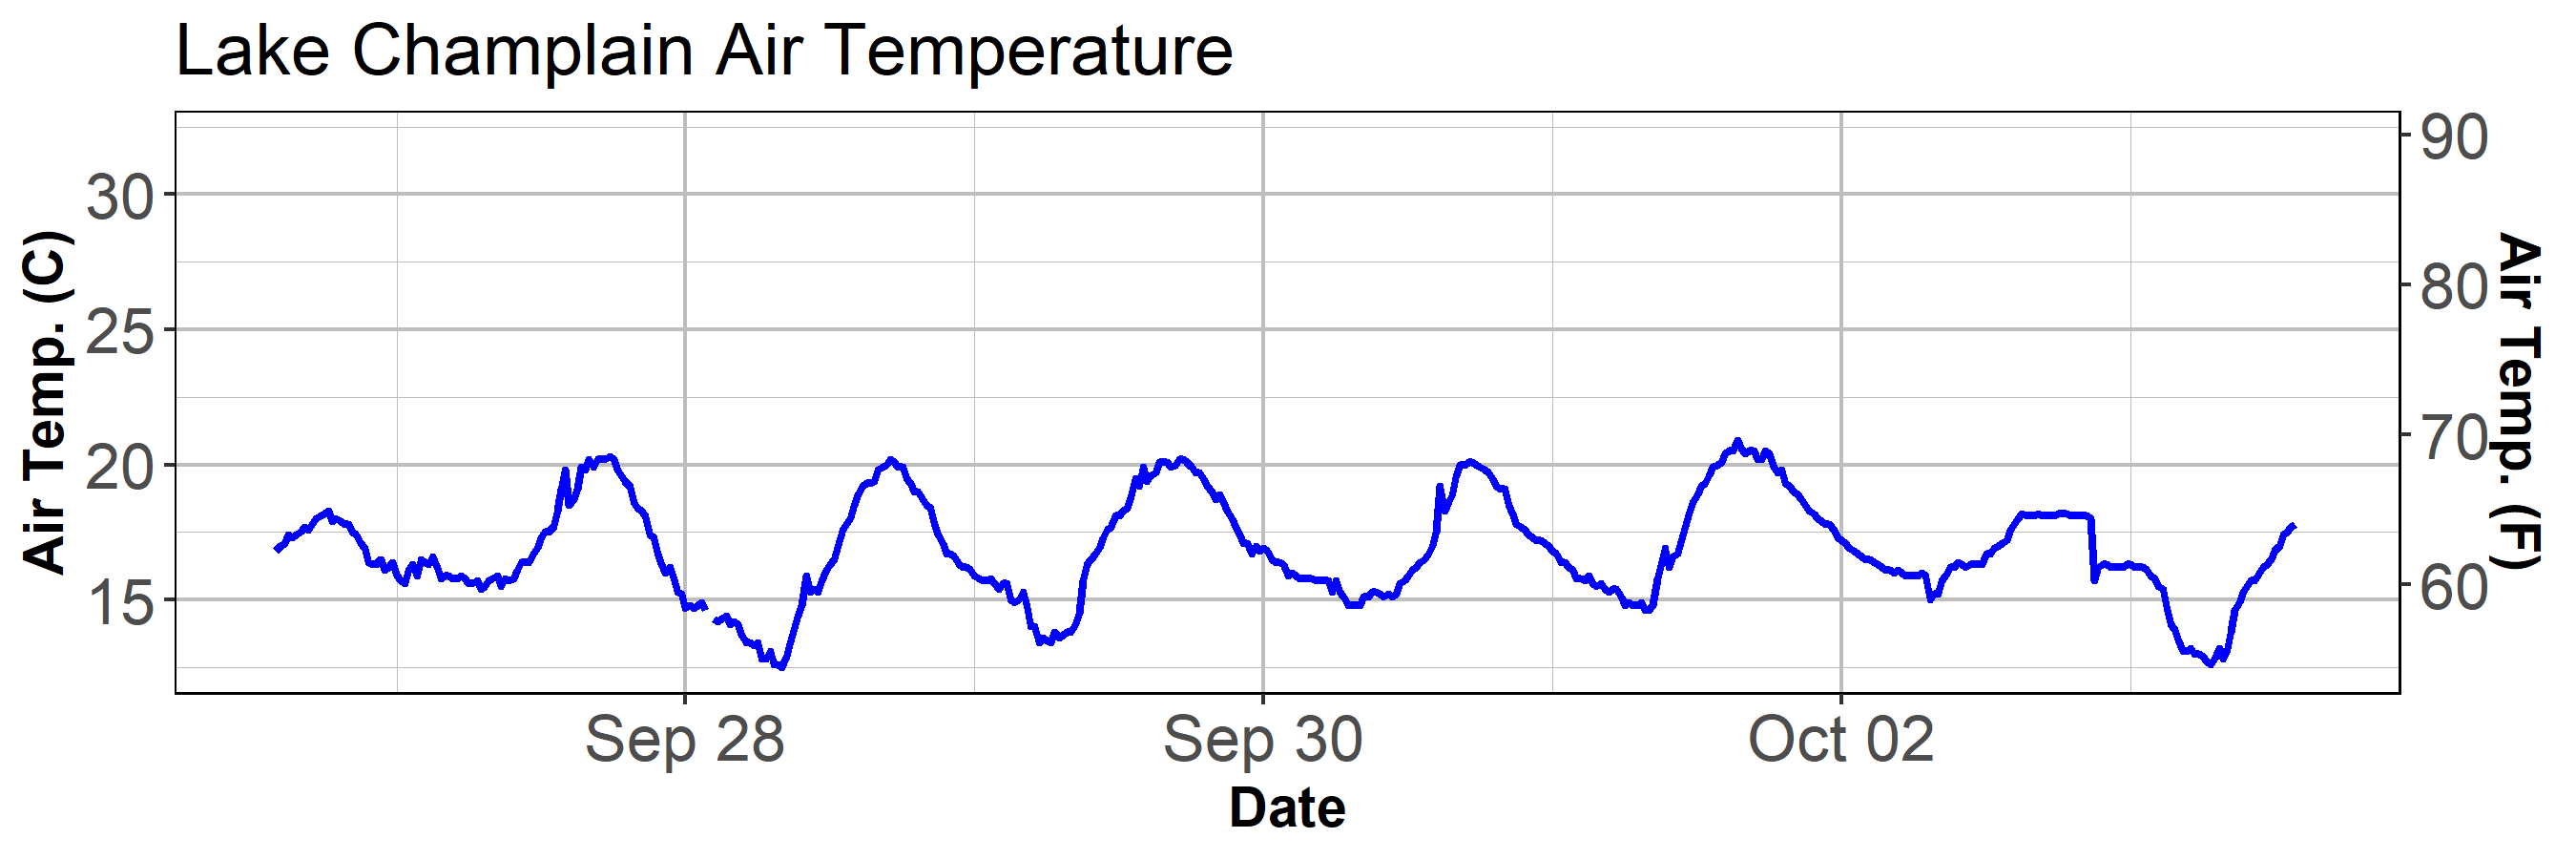 Lake Champlain Air Temperature
Air Temp. (C)
30
25
20
15
90
80
70
60
Air Temp. (F)
Sep 28
Sep 30
Oct 02
Date